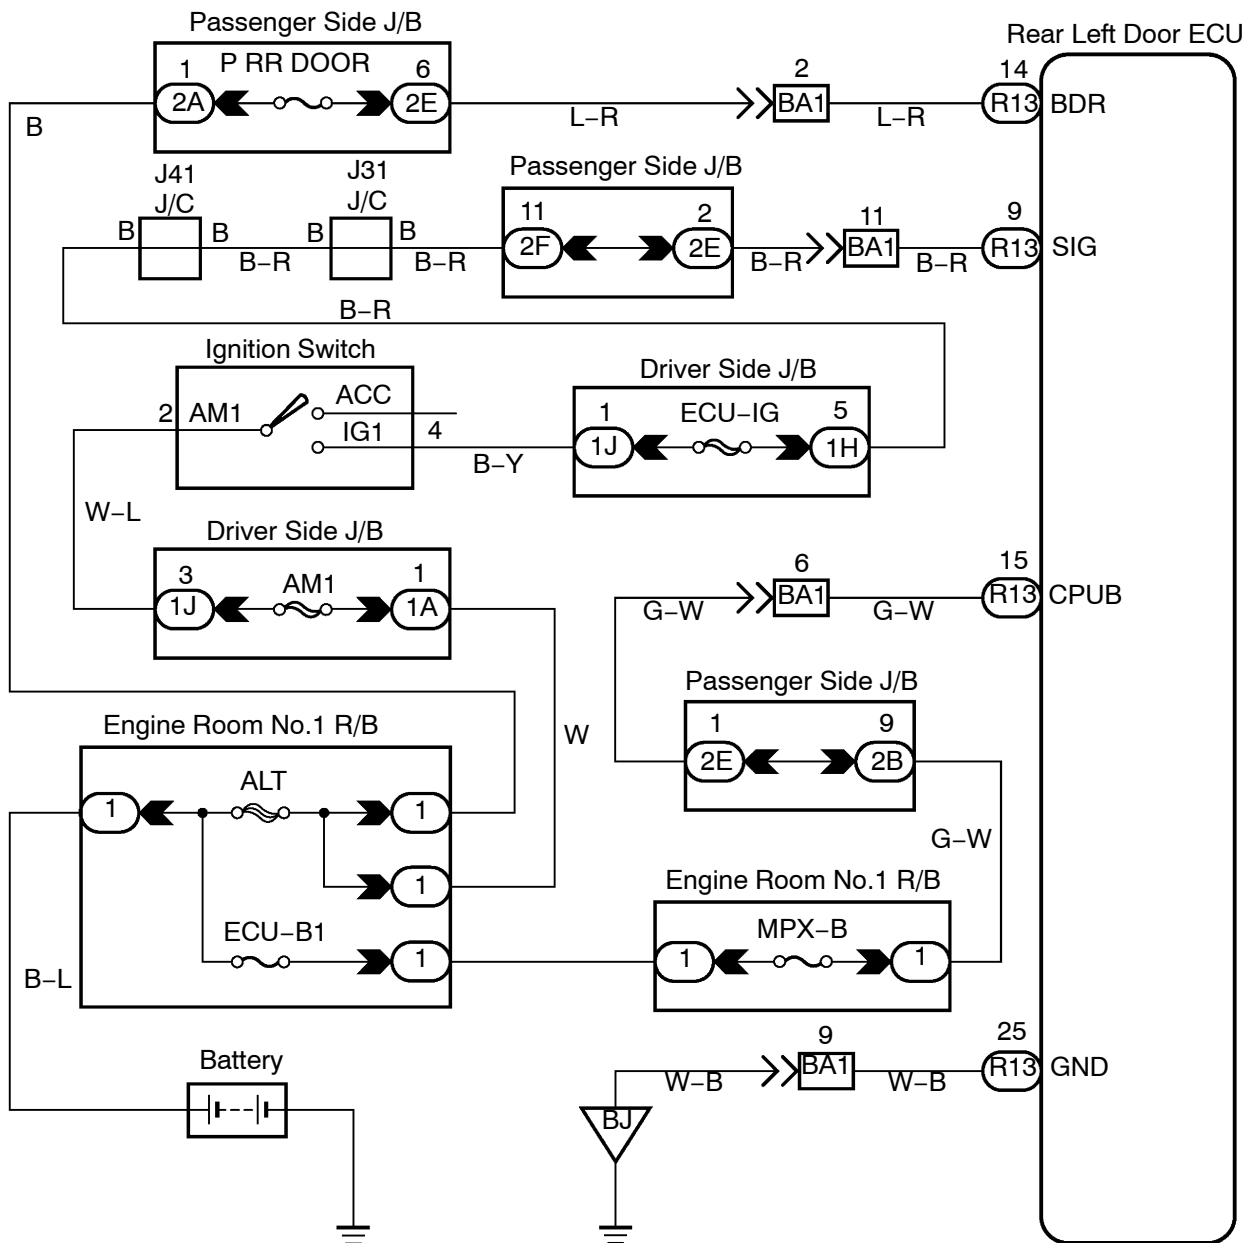 Passenger Side J/B
Rear Left Door ECU
1 P RR DOOR 6
2A 2E
L-R
2
BA1
L-R
14
R13 BDR
B
J41
J/C
J31
J/C
Passenger Side J/B
B B
B-R
B B
B-R
11 2
2F 2E
B-R
11
BA1
B-R
9
R13 SIG
B-R
Ignition Switch
2 AM1 ACC
IG1 4
B-Y
Driver Side J/B
1 ECU-IG 5
1J 1H
W-L
Driver Side J/B
3 AM1 1
1J 1A
G-W
6
BA1
G-W
15
R13 CPUB
Passenger Side J/B
1 9
2E 2B
W
Engine Room No.1 R/B
ALT
1 1
1
ECU-B1
1
G-W
Engine Room No.1 R/B
MPX-B
1 1
B-L
Battery
W-B
9
BA1
W-B
25
R13 GND
BJ